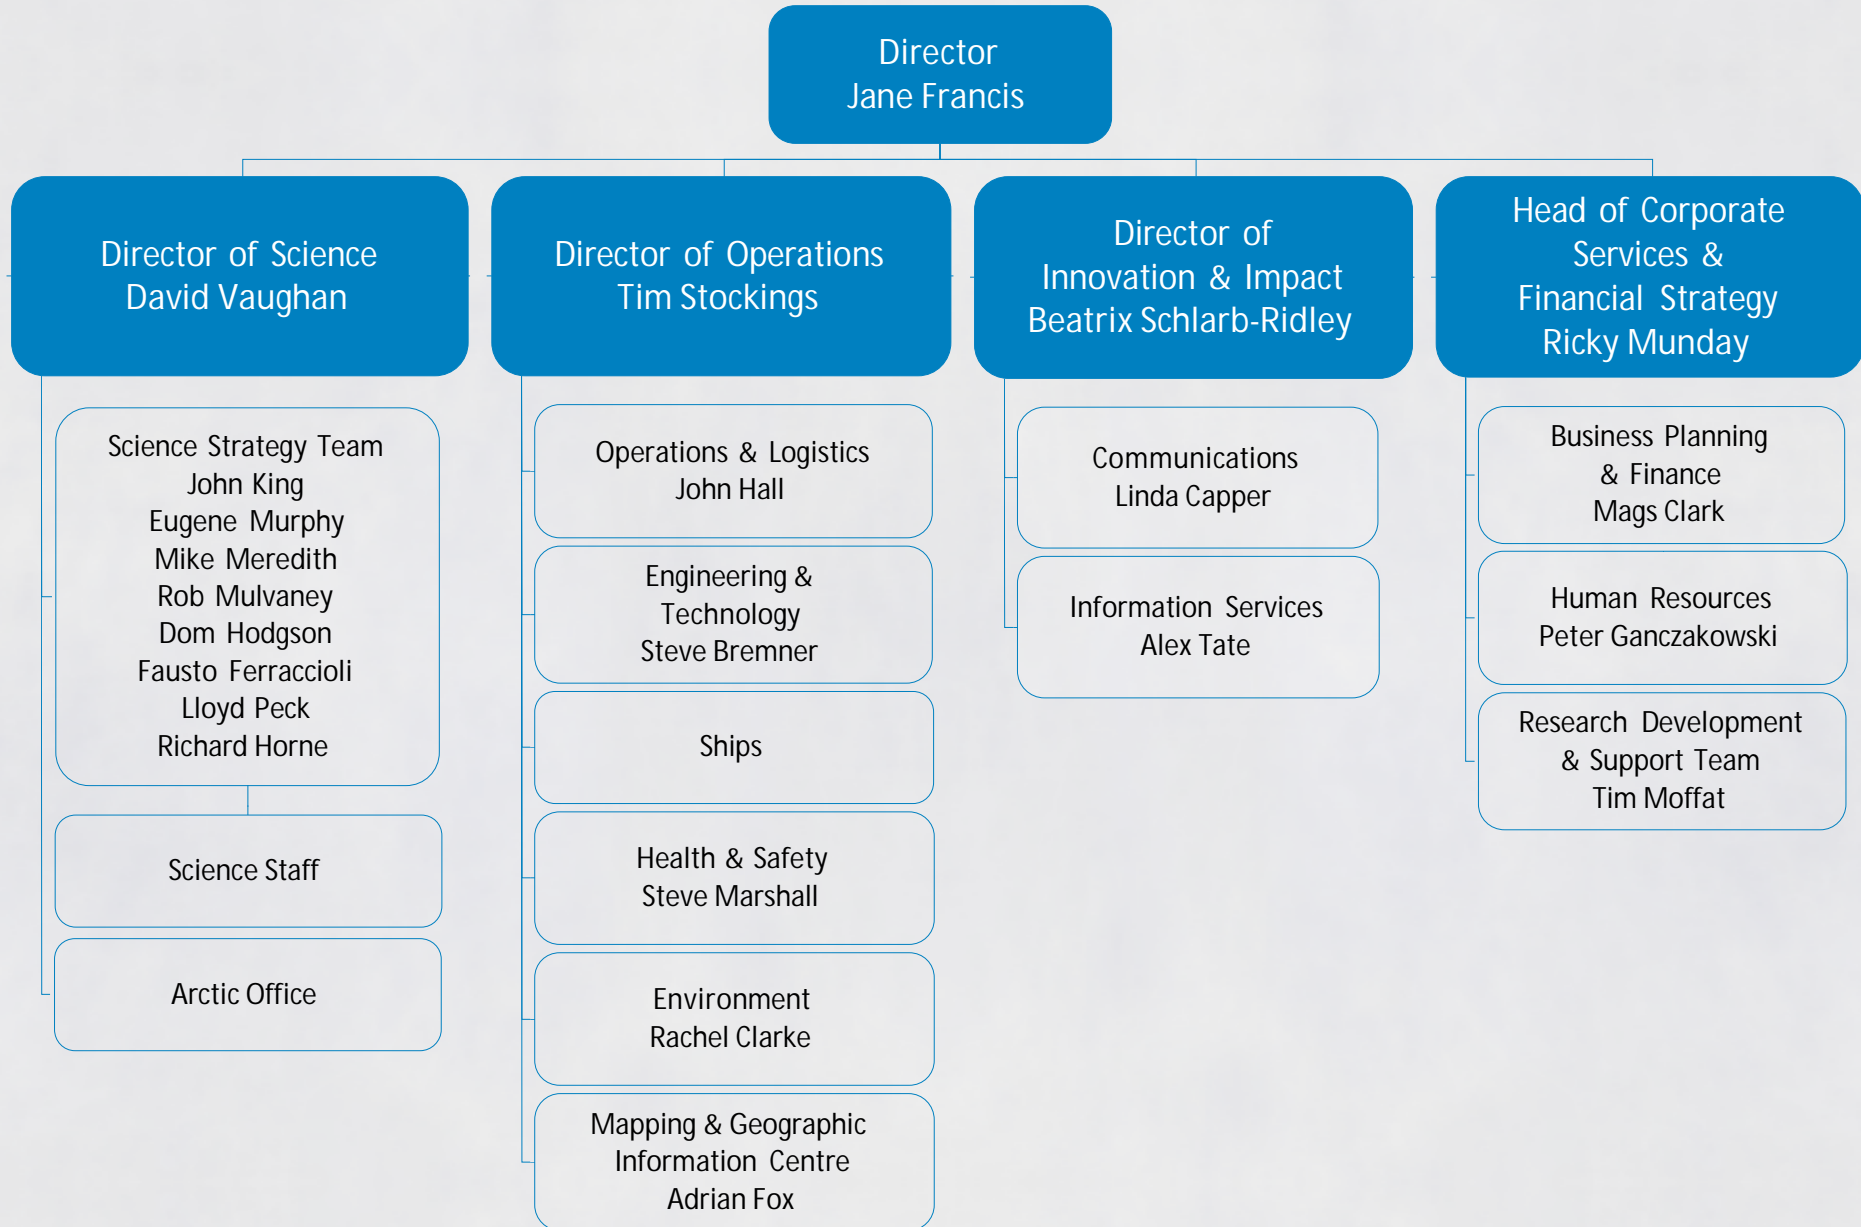 Director
Jane Francis
Director of Science
David Vaughan
Director of Operations
Tim Stockings
Director of
Innovation & Impact
Beatrix Schlarb-Ridley
Head of Corporate
Services &
Financial Strategy
Ricky Munday
Science Strategy Team
John King
Eugene Murphy
Mike Meredith
Rob Mulvaney
Dom Hodgson
Fausto Ferraccioli
Lloyd Peck
Richard Horne
Science Staff
Arctic Office
Operations & Logistics
John Hall
Engineering &
Technology
Steve Bremner
Ships
Health & Safety
Steve Marshall
Environment
Rachel Clarke
Mapping & Geographic
Information Centre
Adrian Fox
Communications
Linda Capper
Information Services
Alex Tate
Business Planning
& Finance
Mags Clark
Human Resources
Peter Ganczakowski
Research Development
& Support Team
Tim Moffat